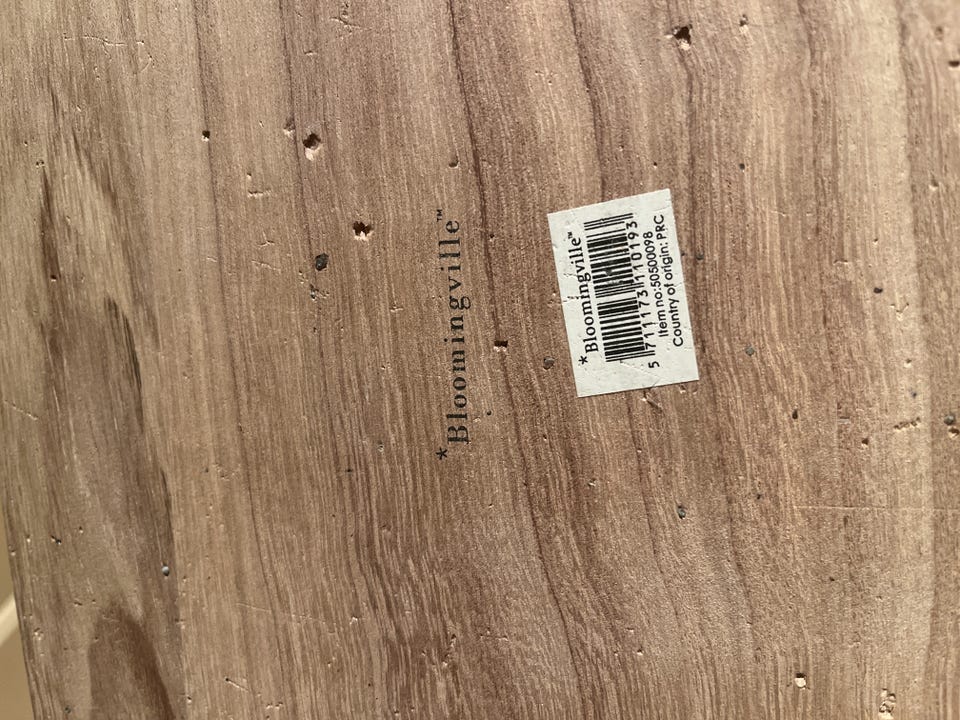 *Bloomingville™
*Bloomingville™
5 711173 110193
Item no:50500098
Country of origin: PRC